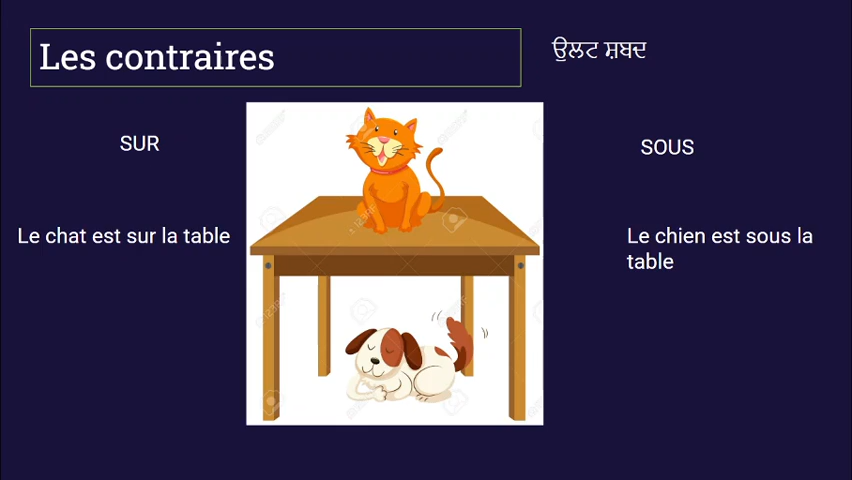 Les contraires
ਉਲਟ ਸ਼ਬਦ
SUR
SOUS
Le chat est sur la table
Le chien est sous la
table